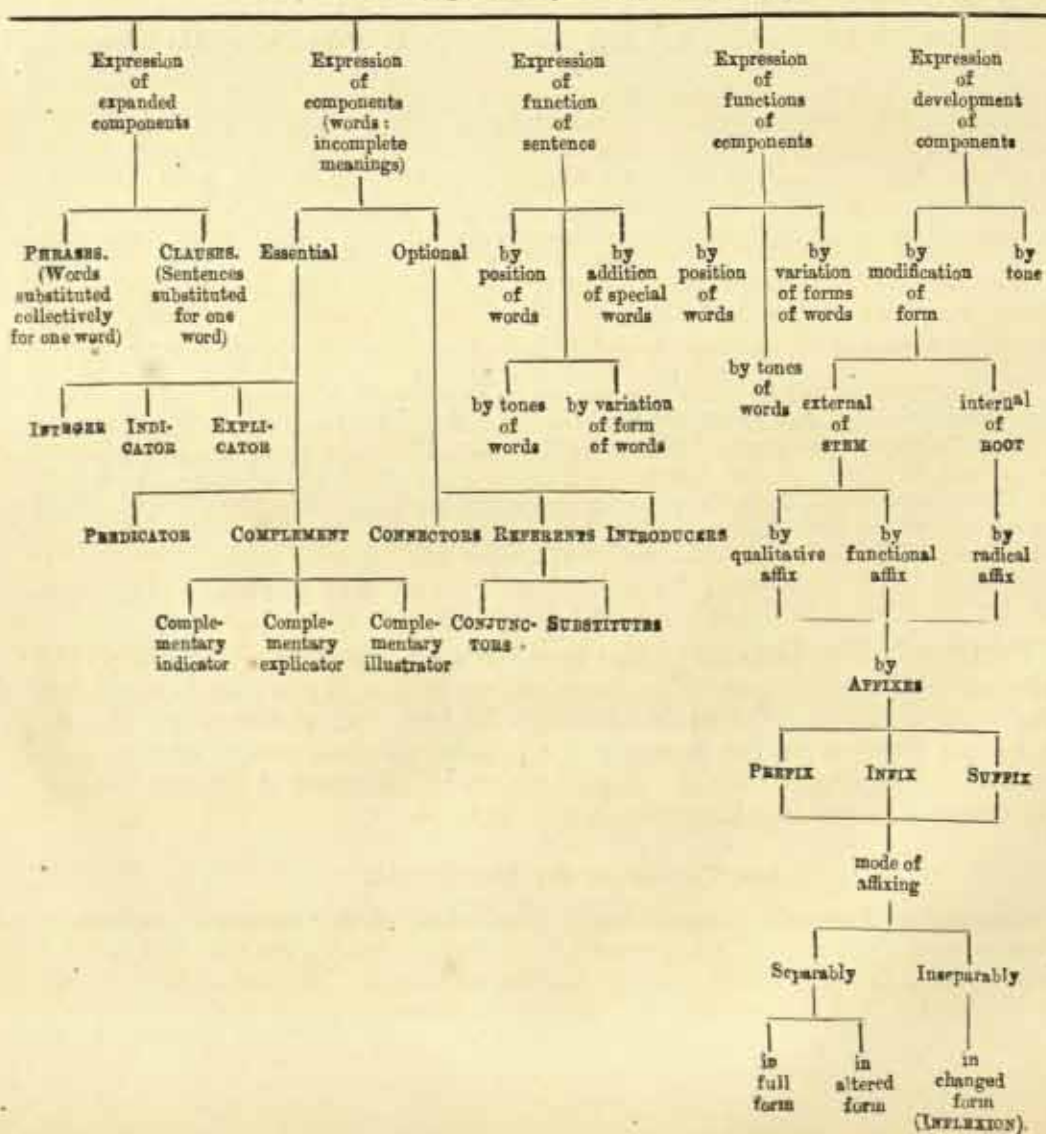 Expression
of
expanded
components
Expression
of
components
(words:
incomplete
meanings)
Expression
of
function
of
sentence
Expression
of
functions
of
components
Expression
of
development
of
components
PHRASES.
(Words
substituted
collectively
for one word)
CLAUSES.
(Sentences
substituted
for one
word)
Essential
Optional
by
position
of
words
by
addition
of special
words
by
position
of
words
by
variation
of forms
of words
by
modification
of
form
by
tone
INTEGER
INDI-
CATOR
EXPLI-
CATOR
by tones
of
words
by variation
of form
of words
by tones
of
words
external
of
STEM
internal
of
ROOT
PREDICATOR
COMPLEMENT
CONNECTORS
REFERENTS
INTRODUCERS
by
qualitative
affix
by
functional
affix
by
radical
affix
Comple-
mentary
indicator
Comple-
mentary
explicator
Comple-
mentary
illustrator
CONJUNC-
TORS.
SUBSTITUTES
by
AFFIXES
PREFIX
INFIX
SUFFIX
mode of
affixing
Separably
Inseparably
in
full
form
in
altered
form
in
changed
form
(INFLEXION).